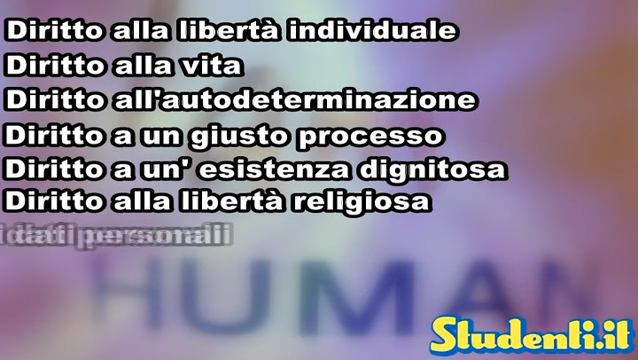 Diritto alla libertà individuale
Diritto alla vita
Diritto all'autodeterminazione
Diritto a un giusto processo
Diritto a un' esistenza dignitosa
Diritto alla libertà religiosa
dati personali
HUMAN
Studenti.it